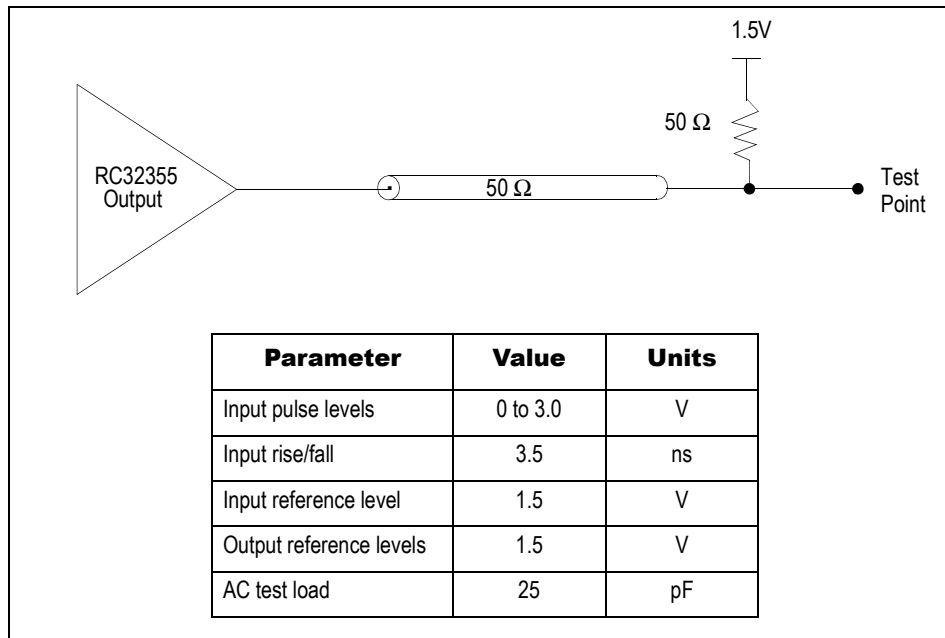 1.5V
50 Ω
RC32355
Output
50 Ω
Test
Point
Parameter Value Units
Input pulse levels 0 to 3.0 V
Input rise/fall 3.5 ns
Input reference level 1.5 V
Output reference levels 1.5 V
AC test load 25 pF